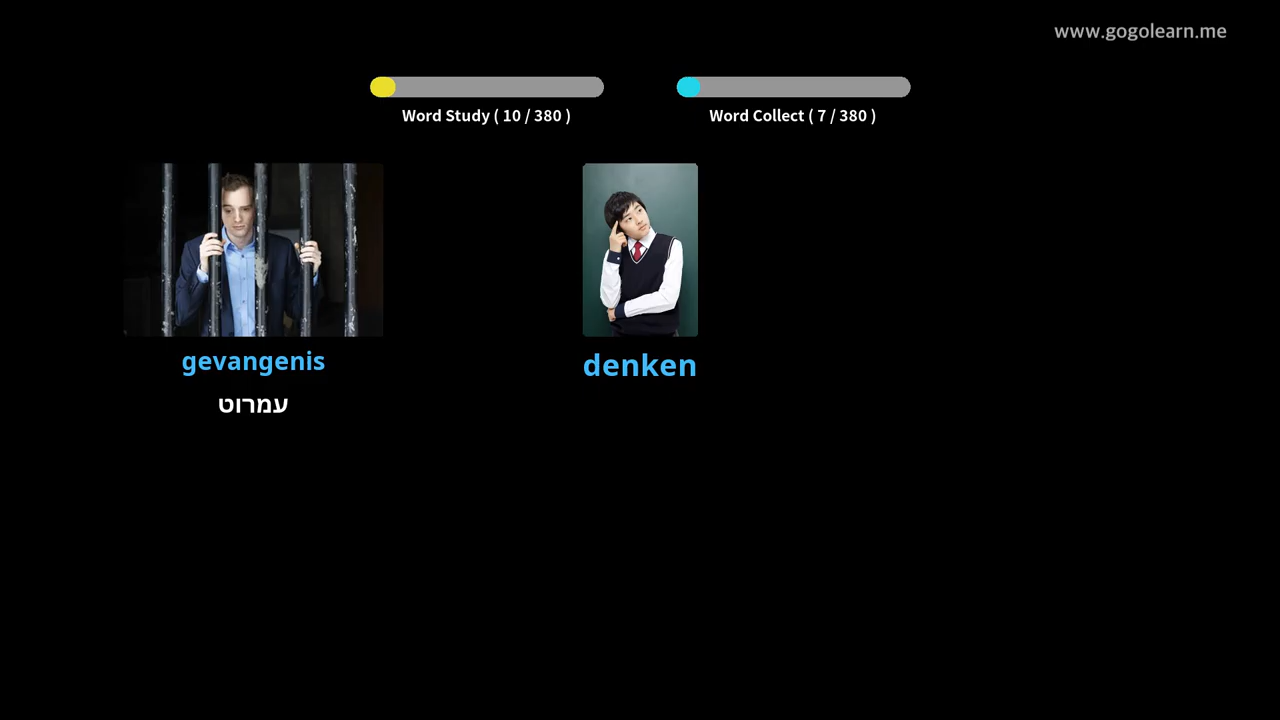 www.gogolearn.me
Word Study ( 10 / 380 )
Word Collect ( 7 / 380 )
gevangenis
עמרוט
denken